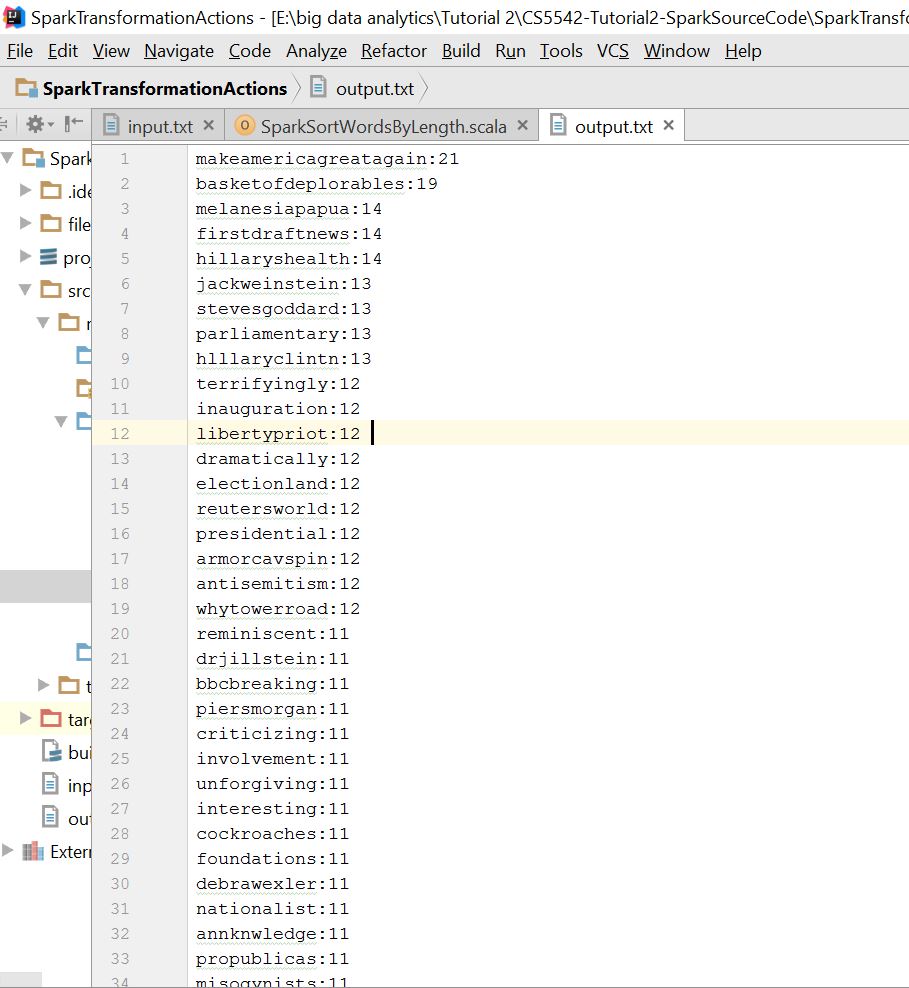 SparkTransformationActions - [E:\big data analytics\Tutorial 2\CS5542-Tutorial2-SparkSourceCode\SparkTransfo
File Edit View Navigate Code Analyze Refactor Build Run Tools VCS Window Help
SparkTransformationActions output.txt
input.txt SparkSortWordsByLength.scala output.txt
Spark
.ide
file
proj
src
tar
bui
inp
out
Extern
1 makeamericagreatagain:21
2 basketofdeplorables:19
3 melanesiapapua:14
4 firstdraftnews:14
5 hillaryshealth:14
6 jackweinstein:13
7 stevesgoddard:13
8 parliamentary:13
9 hlllaryclintn:13
10 terrifyingly:12
11 inauguration:12
12 libertypriot:12
13 dramatically:12
14 electionland:12
15 reutersworld:12
16 presidential:12
17 armorcavspin:12
18 antisemitism:12
19 whytowerroad:12
20 reminiscent:11
21 drjillstein:11
22 bbcbreaking:11
23 piersmorgan:11
24 criticizing:11
25 involvement:11
26 unforgiving:11
27 interesting:11
28 cockroaches:11
29 foundations:11
30 debrawexler:11
31 nationalist:11
32 annknwledge:11
33 propublicas:11
34 misogynists:11